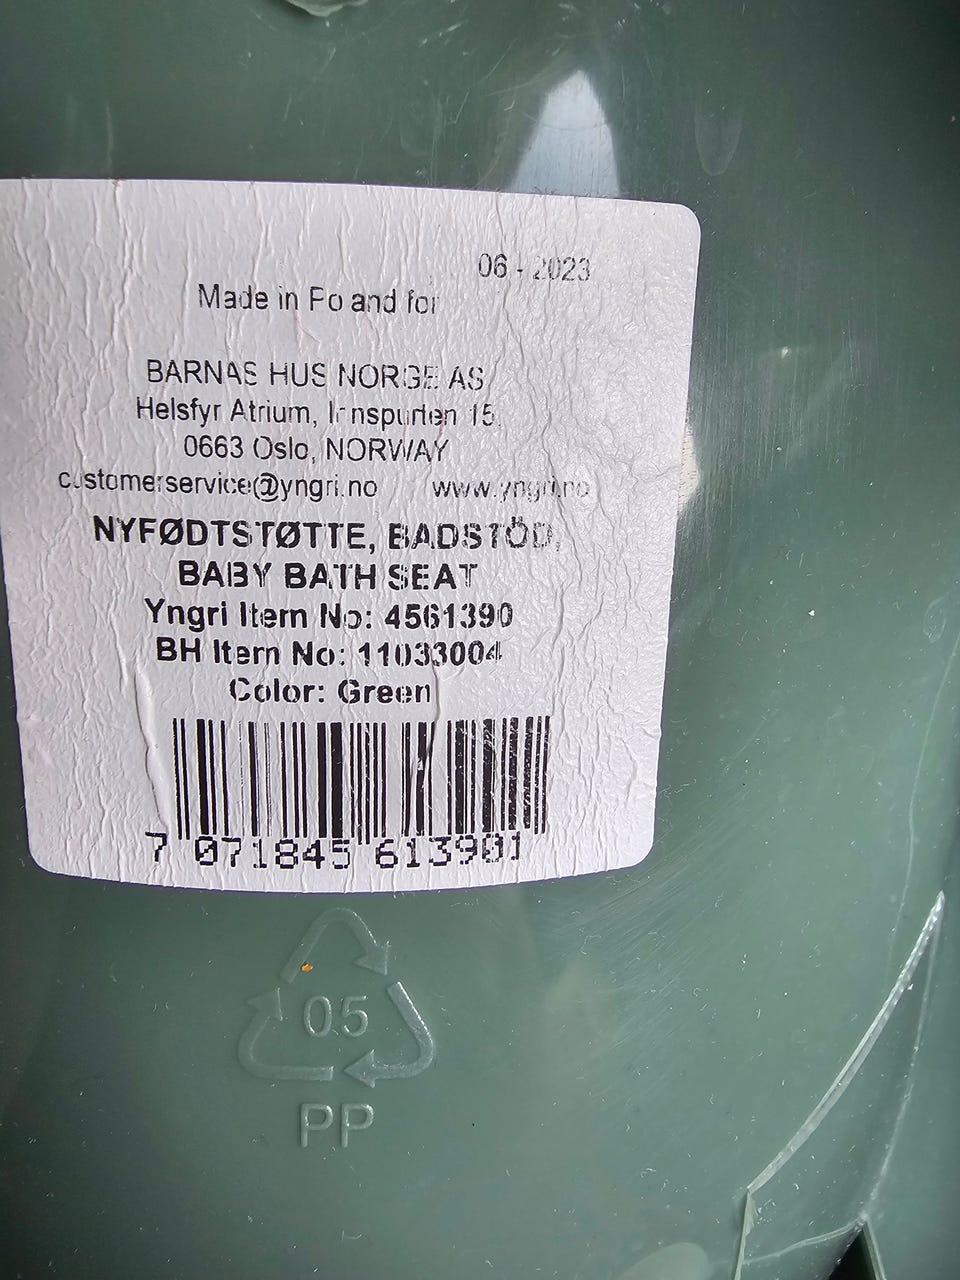 06 - 2023
Made in Poland for
BARNAS HUS NORGE AS
Helsfyr Atrium, Innspurten 15,
0663 Oslo, NORWAY
customerservice@yngri.no www.yngri.no
NYFØDTSTØTTE, BADSTÖD,
BABY BATH SEAT
Yngri Item No: 4561390
BH Item No: 11033004
Color: Green
7 071845 613901
05
PP